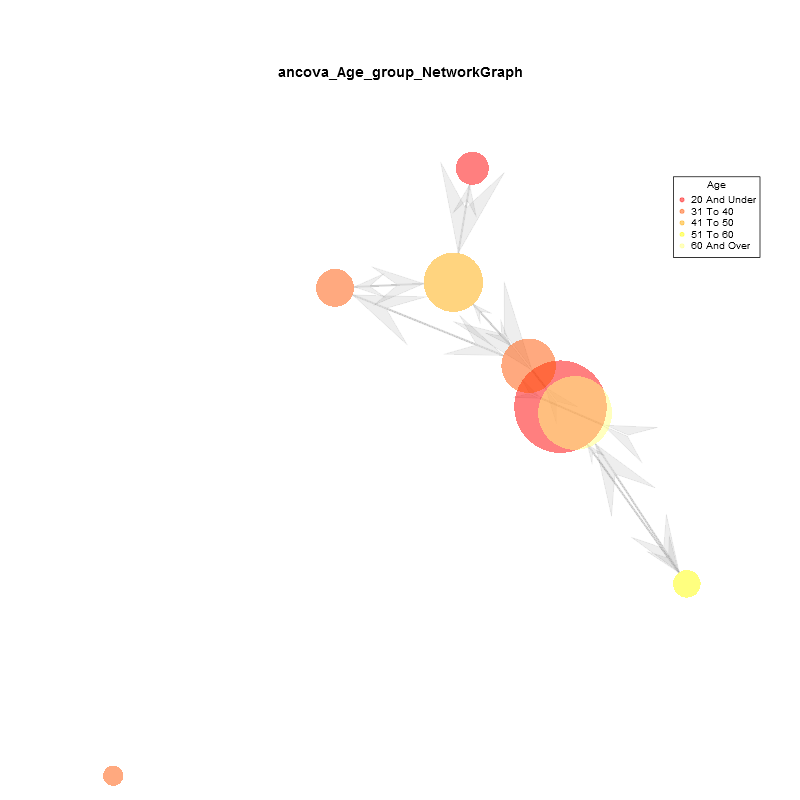 ancova_Age_group_NetworkGraph
Age
20 And Under
31 To 40
41 To 50
51 To 60
60 And Over